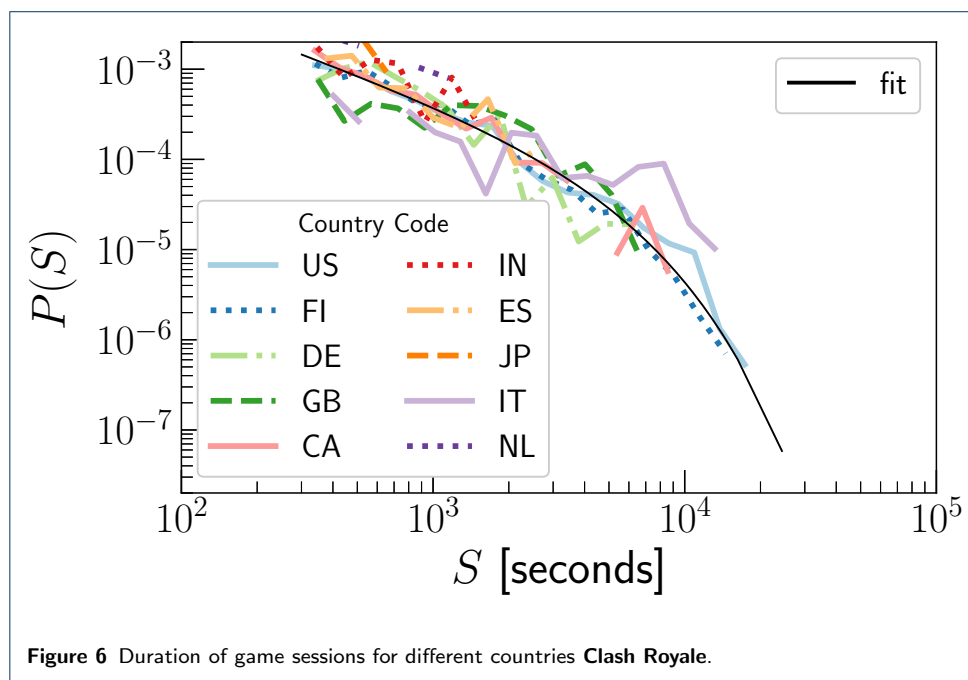 10^{-3}
10^{-4}
10^{-5}
10^{-6}
10^{-7}
P(S)
fit
Country Code
US IN
FI ES
DE JP
GB IT
CA NL
10^2 10^3 10^4 10^5
S [seconds]
Figure 6 Duration of game sessions for different countries Clash Royale.